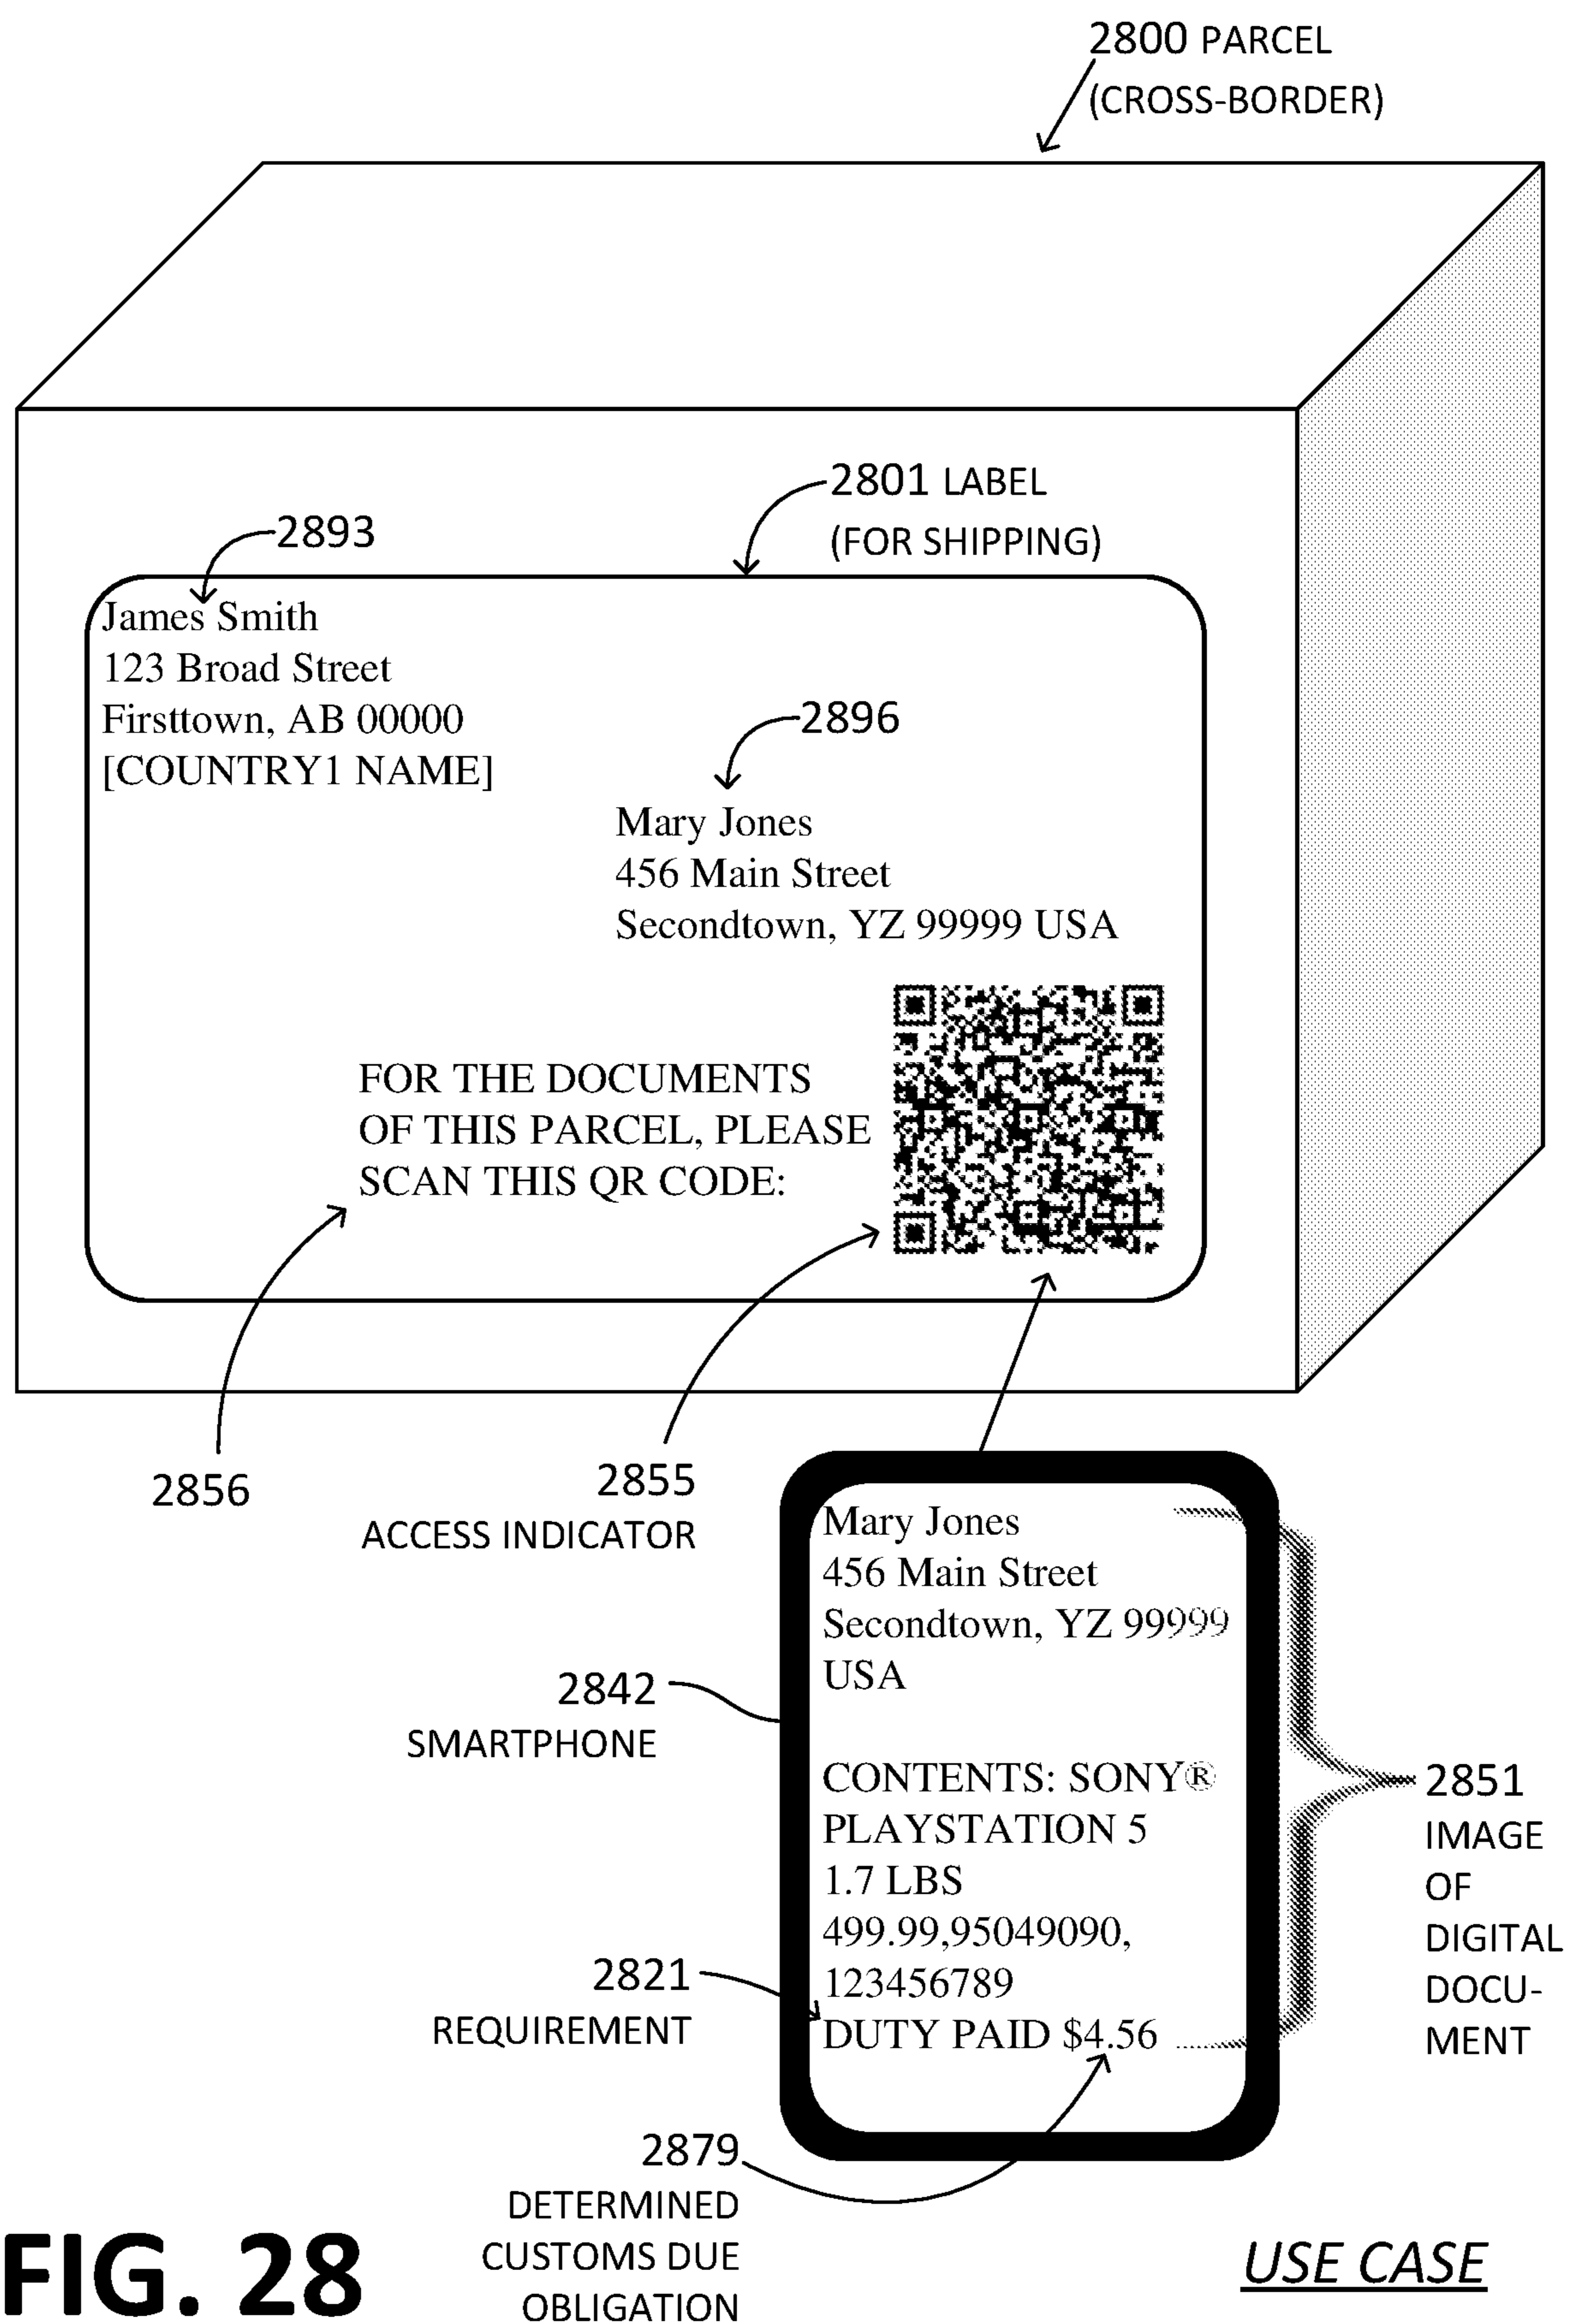 2800 PARCEL
(CROSS-BORDER)
2801 LABEL
(FOR SHIPPING)
2893
James Smith
123 Broad Street
Firsttown, AB 00000
[COUNTRY1 NAME]
2896
Mary Jones
456 Main Street
Secondtown, YZ 99999 USA
FOR THE DOCUMENTS
OF THIS PARCEL, PLEASE
SCAN THIS QR CODE:
2856
2855
ACCESS INDICATOR
Mary Jones
456 Main Street
Secondtown, YZ 99999
USA
CONTENTS: SONY®
PLAYSTATION 5
1.7 LBS
499.99,95049090,
123456789
DUTY PAID $4.56
2842
SMARTPHONE
2851
IMAGE
OF
DIGITAL
DOCU-
MENT
2821
REQUIREMENT
2879
DETERMINED
CUSTOMS DUE
OBLIGATION
FIG. 28
USE CASE